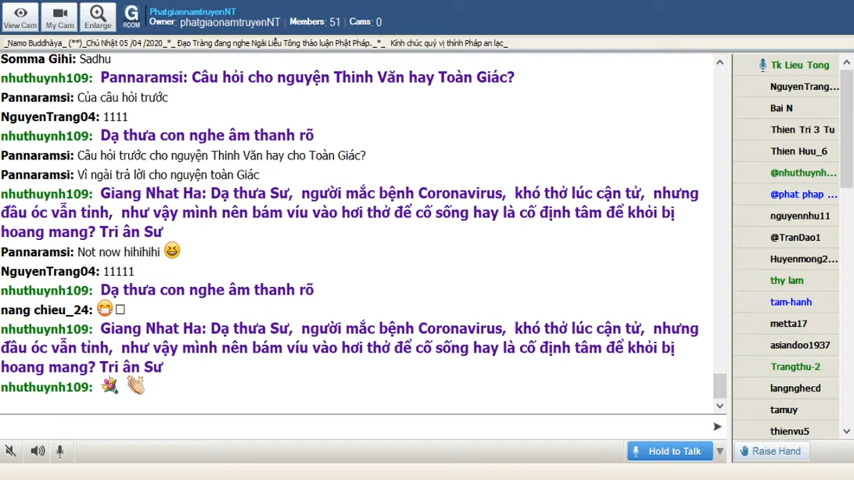 View Cam
My Cam
Enlarge
G
ROOM
PhatgiaonamtruyenNT
Owner: phatgiaonamtruyenNT Members: 51 Cams: 0
_Namo Buddhàya_ (**)_Chủ Nhật 05 /04 /2020_*_ Đạo Tràng đang nghe Ngài Liễu Tông thảo luận Phật Pháp._*_ Kính chúc quý vị thính Pháp an lạc_
Somma Gihi: Sadhu
nhuthuynh109: Pannaramsi: Câu hỏi cho nguyện Thinh Văn hay Toàn Giác?
Pannaramsi: Của câu hỏi trước
NguyenTrang04: 1111
nhuthuynh109: Dạ thưa con nghe âm thanh rõ
Pannaramsi: Câu hỏi trước cho nguyện Thinh Văn hay cho Toàn Giác?
Pannaramsi: Vì ngài trả lời cho nguyện toàn Giác
nhuthuynh109: Giang Nhat Ha: Dạ thưa Sư, người mắc bệnh Coronavirus, khó thở lúc cận tử, nhưng
đầu óc vẫn tỉnh, như vậy mình nên bám víu vào hơi thở để cố sống hay là cố định tâm để khỏi bị
hoang mang? Tri ân Sư
Pannaramsi: Not now hihihihi
NguyenTrang04: 11111
nhuthuynh109: Dạ thưa con nghe âm thanh rõ
nang chieu_24:
nhuthuynh109: Giang Nhat Ha: Dạ thưa Sư, người mắc bệnh Coronavirus, khó thở lúc cận tử, nhưng
đầu óc vẫn tỉnh, như vậy mình nên bám víu vào hơi thở để cố sống hay là cố định tâm để khỏi bị
hoang mang? Tri ân Sư
nhuthuynh109:
Hold to Talk
Tk Lieu Tong
NguyenTrang...
Bai N
Thien Tri 3 Tu
Thien Huu_6
@nhuthuynh...
@phat phap ...
nguyennhu11
@TranDao1
Huyenmong2...
thy lam
tam-hanh
metta17
asiandoo1937
Trangthu-2
langnghecd
tamuy
thienvu5
Raise Hand